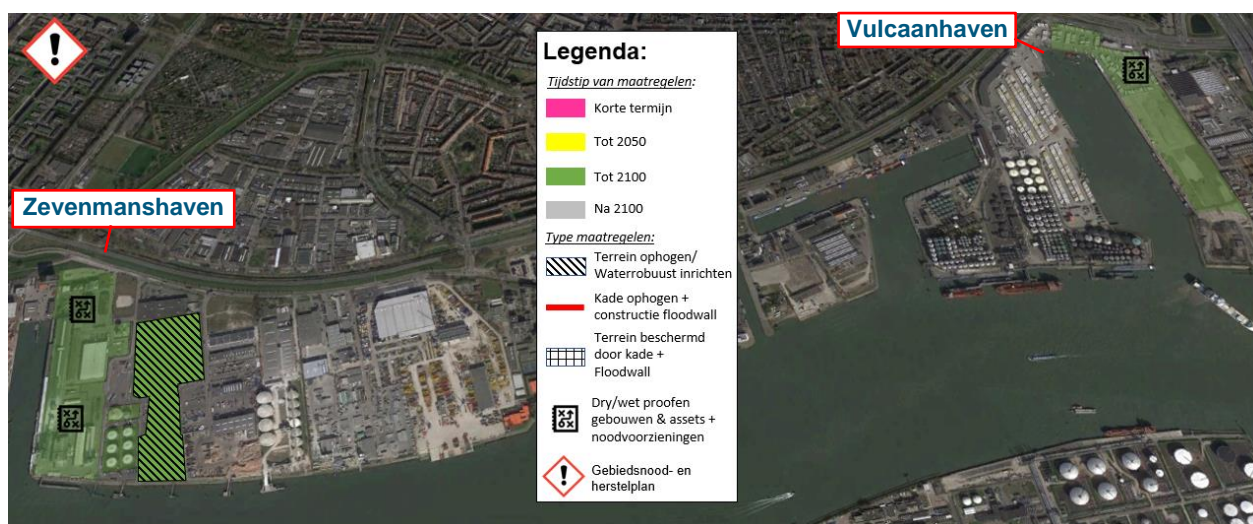 Vulcaanhaven
Zevenmanshaven
Legenda:
Tijdstip van maatregelen:
Korte termijn
Tot 2050
Tot 2100
Na 2100
Type maatregelen:
Terrein ophogen/
Waterrobuust inrichten
Kade ophogen +
constructie floodwall
Terrein beschermd
door kade +
Floodwall
Dry/wet proofen
gebouwen & assets +
noodvoorzieningen
Gebiedsnood- en
herstelplan